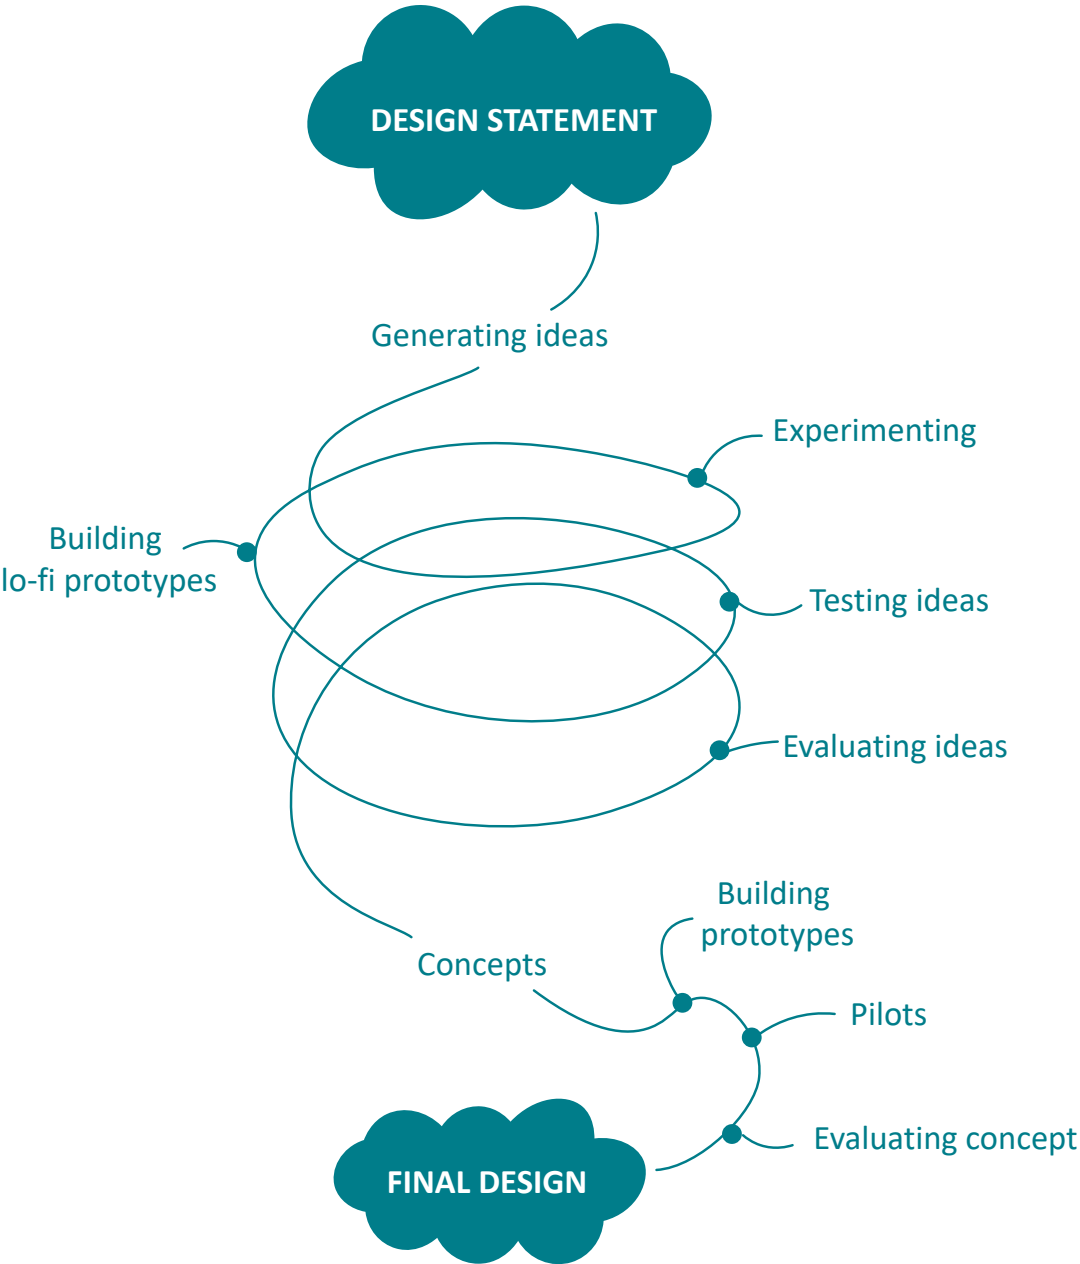 DESIGN STATEMENT
Generating ideas
Experimenting
Building
lo-fi prototypes
Testing ideas
Evaluating ideas
Building
prototypes
Concepts
Pilots
Evaluating concept
FINAL DESIGN